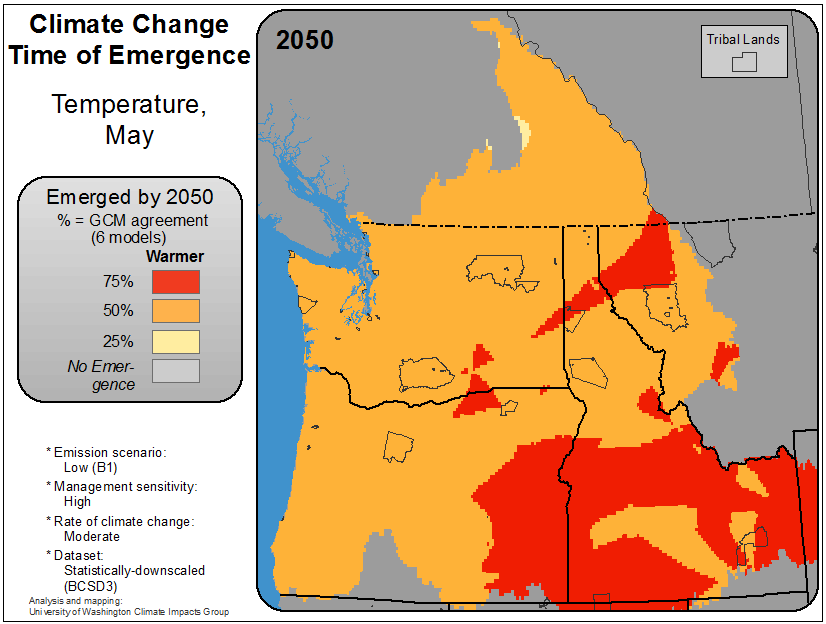 Climate Change
Time of Emergence
Temperature,
May
Emerged by 2050
% = GCM agreement
(6 models)
Warmer
75%
50%
25%
No Emer-
gence
* Emission scenario:
Low (B1)
* Management sensitivity:
High
* Rate of climate change:
Moderate
* Dataset:
Statistically-downscaled
(BCSD3)
Analysis and mapping:
University of Washington Climate Impacts Group
2050
Tribal Lands